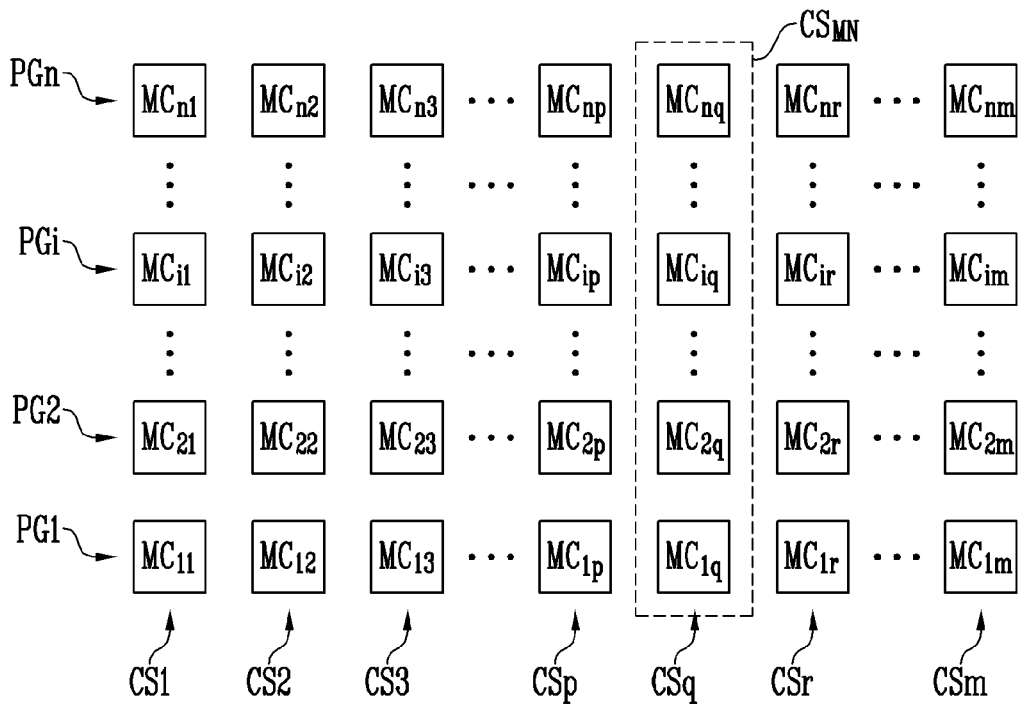 CS_MN
PGn MC_n1 MC_n2 MC_n3 ... MC_np MC_nq MC_nr ... MC_nm
PGi MC_i1 MC_i2 MC_i3 ... MC_ip MC_iq MC_ir ... MC_im
PG2 MC_21 MC_22 MC_23 ... MC_2p MC_2q MC_2r ... MC_2m
PG1 MC_11 MC_12 MC_13 ... MC_1p MC_1q MC_1r ... MC_1m
CS1 CS2 CS3 CSp CSq CSr CSm